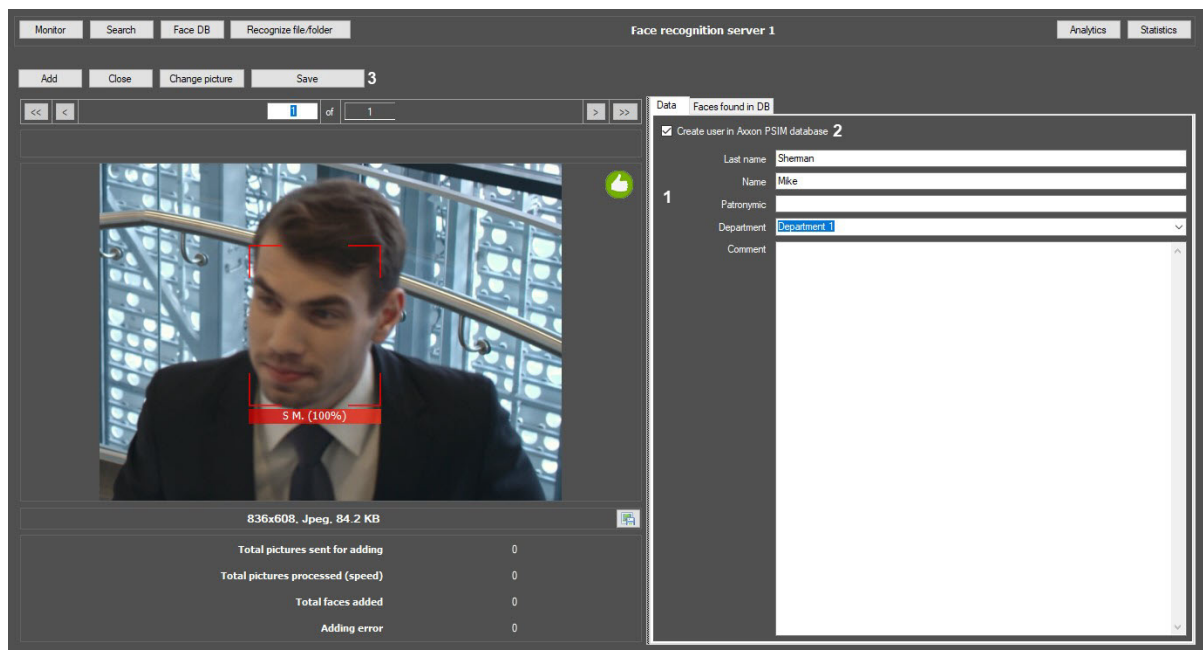 Monitor Search Face DB Recognize file/folder Face recognition server 1 Analytics Statistics
Add Close Change picture Save 3
<< < 1 of 1 > >>
Data Faces found in DB
Create user in Axxon PSIM database 2
Last name Sherman
Name Mike
1
Patronymic
Department Department 1
Comment
S M. (100%)
836x608, Jpeg, 84.2 KB
Total pictures sent for adding 0
Total pictures processed (speed) 0
Total faces added 0
Adding error 0